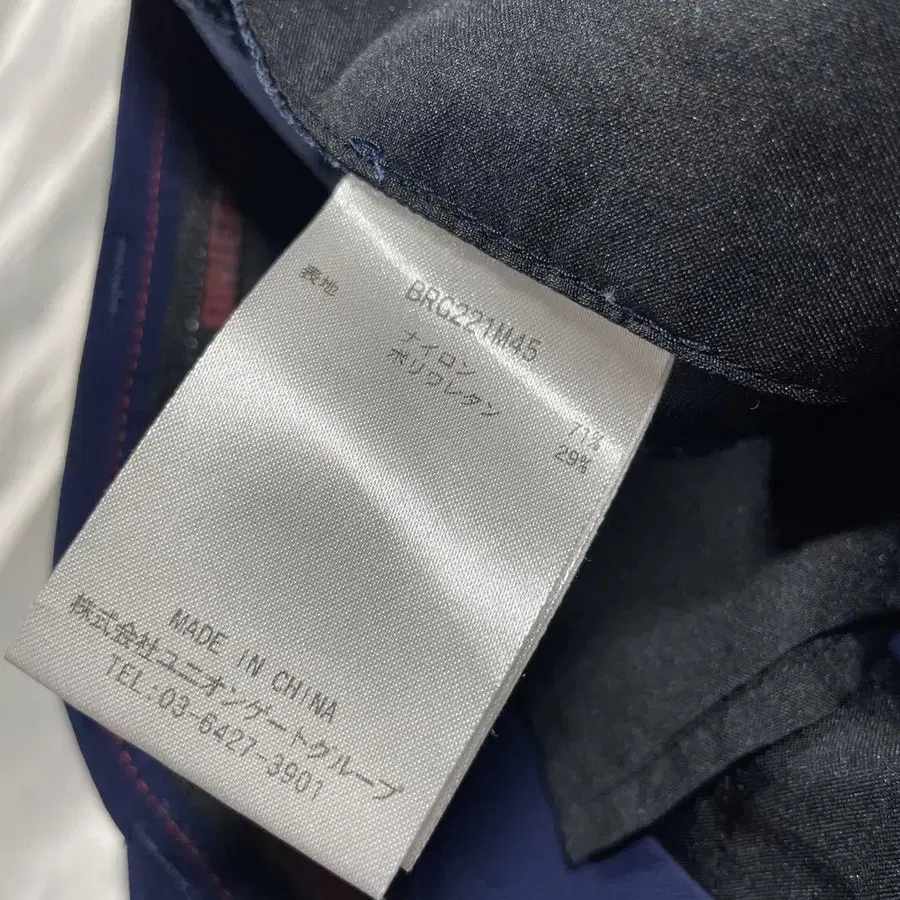 BRG221M45
表地 ナイロン 71%
ポリウレタン 29%
MADE IN CHINA
株式会社ユニオンゲートグループ
TEL:03-6427-3901